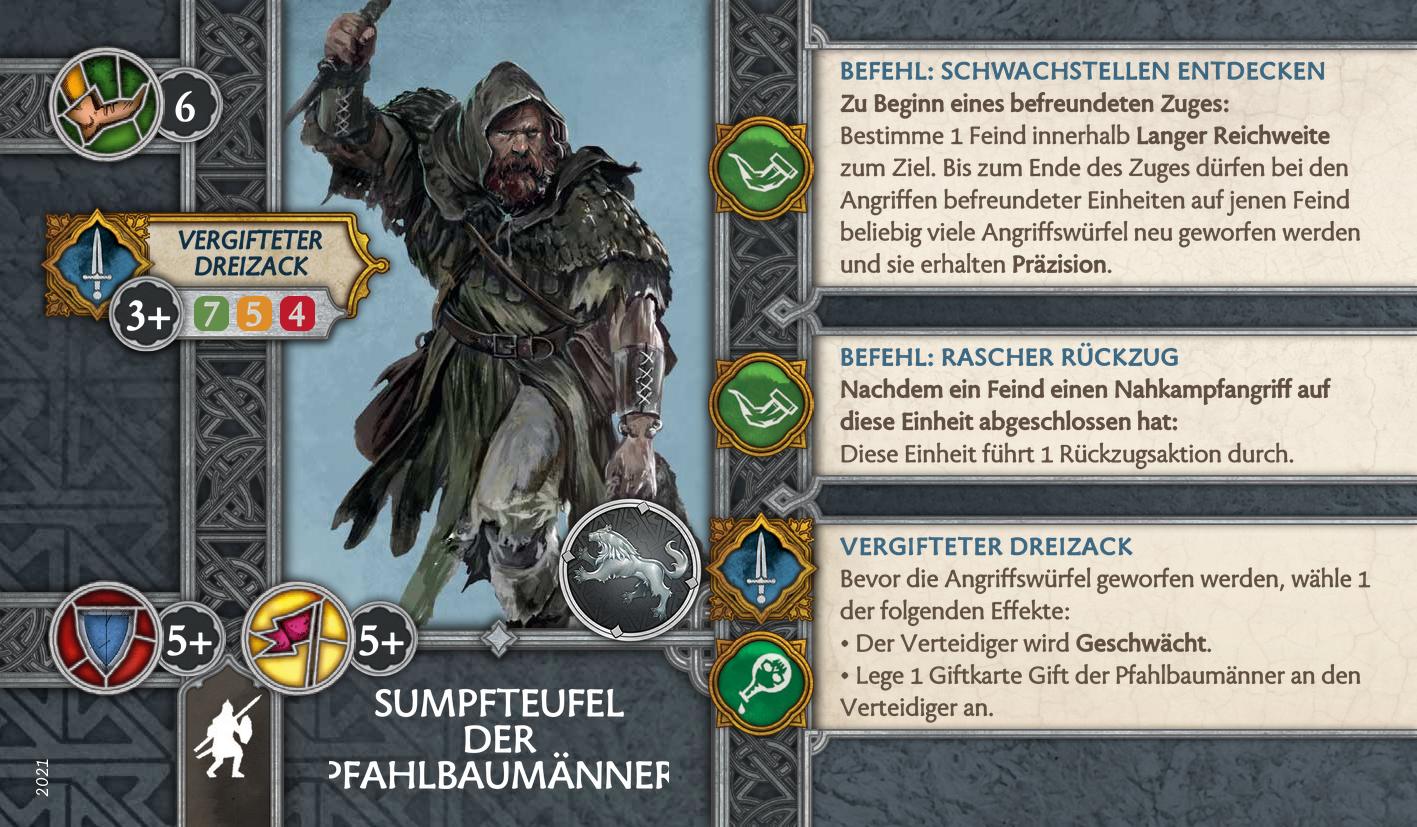 6
VERGIFTETER
DREIZACK
3+ 7 5 4
5+ 5+
SUMPFTEUFEL
DER
PFAHLBAUMÄNNER
2021
BEFEHL: SCHWACHSTELLEN ENTDECKEN
Zu Beginn eines befreundeten Zuges:
Bestimme 1 Feind innerhalb Langer Reichweite
zum Ziel. Bis zum Ende des Zuges dürfen bei den
Angriffen befreundeter Einheiten auf jenen Feind
beliebig viele Angriffswürfel neu geworfen werden
und sie erhalten Präzision.
BEFEHL: RASCHER RÜCKZUG
Nachdem ein Feind einen Nahkampfangriff auf
diese Einheit abgeschlossen hat:
Diese Einheit führt 1 Rückzugsaktion durch.
VERGIFTETER DREIZACK
Bevor die Angriffswürfel geworfen werden, wähle 1
der folgenden Effekte:
• Der Verteidiger wird Geschwächt.
• Lege 1 Giftkarte Gift der Pfahlbaumänner an den
Verteidiger an.